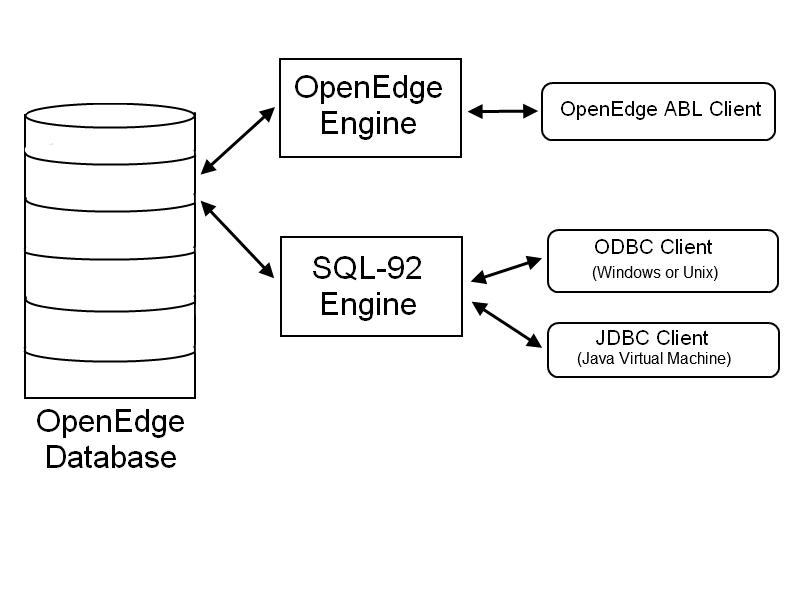 OpenEdge
Engine
OpenEdge ABL Client
SQL-92
Engine
ODBC Client
(Windows or Unix)
JDBC Client
(Java Virtual Machine)
OpenEdge
Database